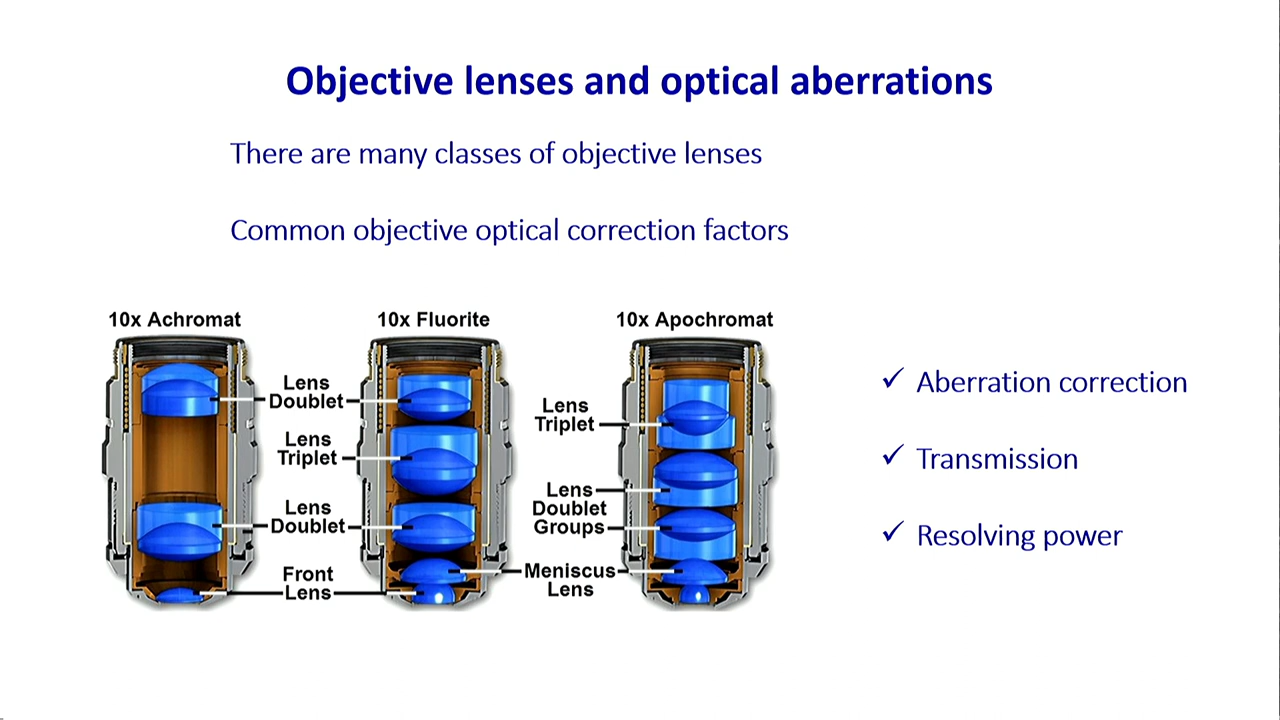 Objective lenses and optical aberrations
There are many classes of objective lenses
Common objective optical correction factors
10x Achromat
10x Fluorite
10x Apochromat
Lens
Doublet
Lens
Triplet
Lens
Doublet
Front
Lens
Lens
Triplet
Lens
Doublet
Groups
Meniscus
Lens
✓ Aberration correction
✓ Transmission
✓ Resolving power